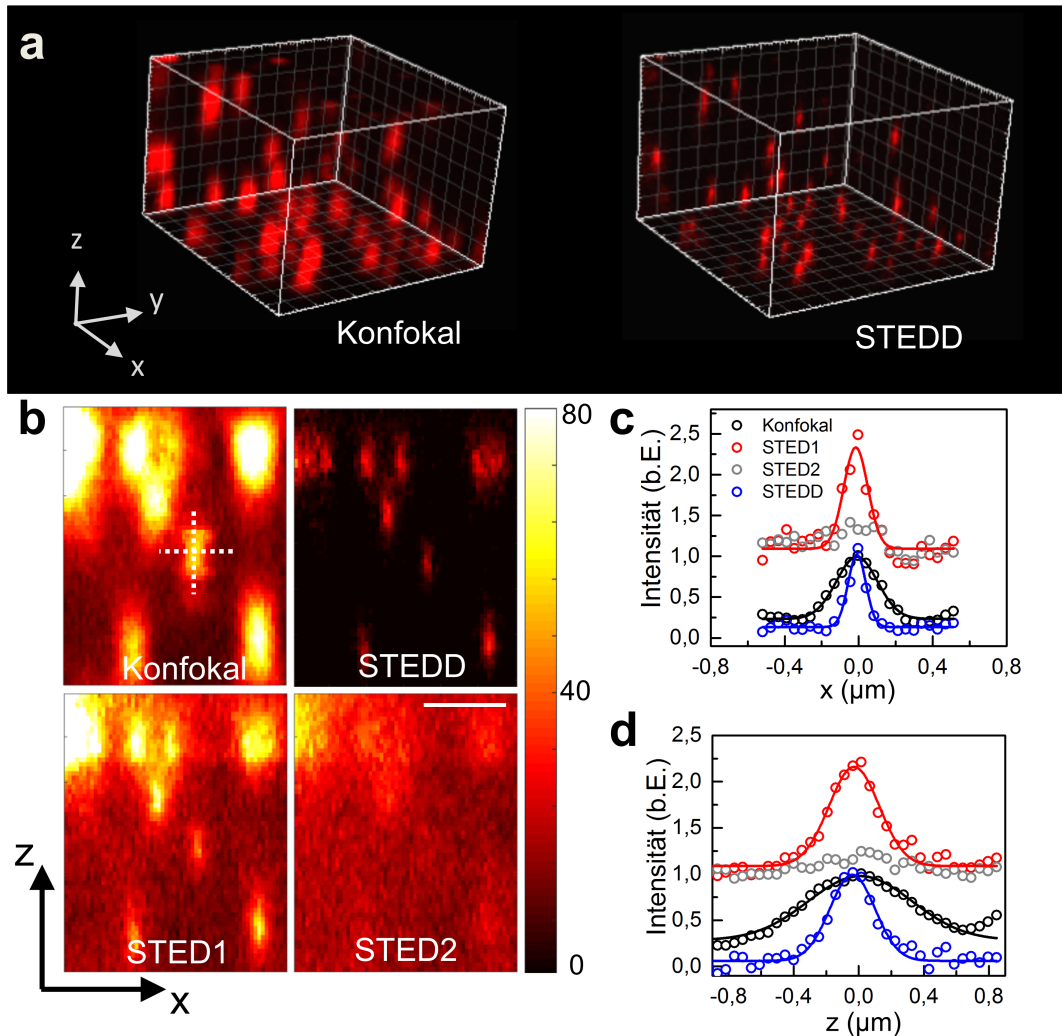 a
z
y
x
Konfokal
STEDD
b
Konfokal
STEDD
STED1
STED2
z
x
80
40
0
c
Konfokal
STED1
STED2
STEDD
Intensität (b.E.)
2,5
2,0
1,5
1,0
0,5
0,0
-0,8 -0,4 0,0 0,4 0,8
x (µm)
d
Intensität (b.E.)
2,5
2,0
1,5
1,0
0,5
0,0
-0,8 -0,4 0,0 0,4 0,8
z (µm)